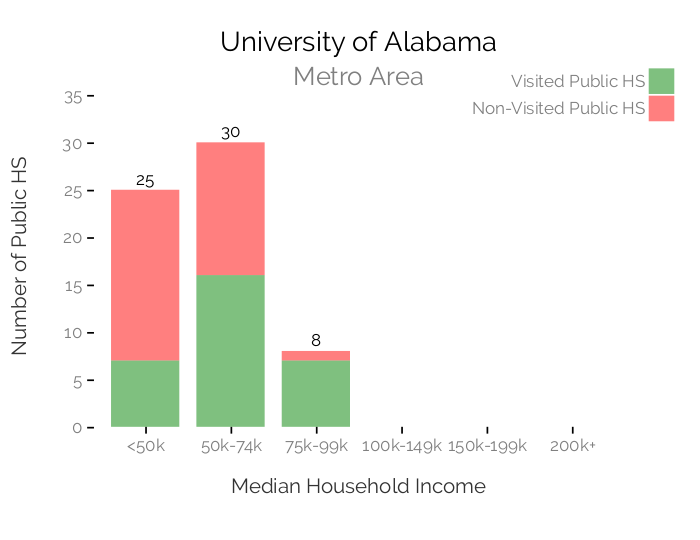 University of Alabama
Metro Area
Visited Public HS
Non-Visited Public HS
Number of Public HS
35
30
25
20
15
10
5
0
25
30
8
<50k
50k-74k
75k-99k
100k-149k
150k-199k
200k+
Median Household Income